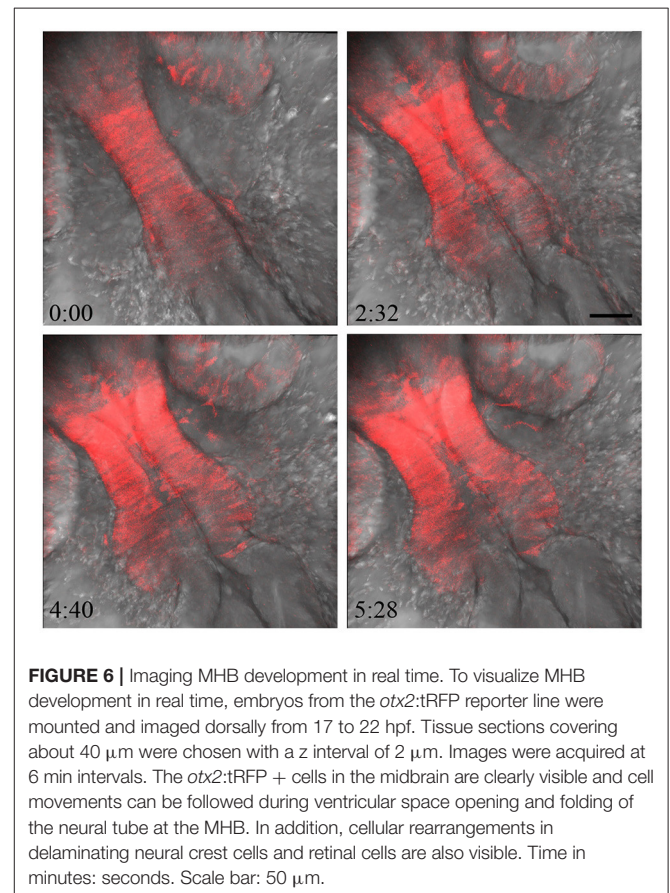 0:00
2:32
4:40
5:28
FIGURE 6 | Imaging MHB development in real time. To visualize MHB
development in real time, embryos from the otx2:tRFP reporter line were
mounted and imaged dorsally from 17 to 22 hpf. Tissue sections covering
about 40 μm were chosen with a z interval of 2 μm. Images were acquired at
6 min intervals. The otx2:tRFP + cells in the midbrain are clearly visible and cell
movements can be followed during ventricular space opening and folding of
the neural tube at the MHB. In addition, cellular rearrangements in
delaminating neural crest cells and retinal cells are also visible. Time in
minutes: seconds. Scale bar: 50 μm.